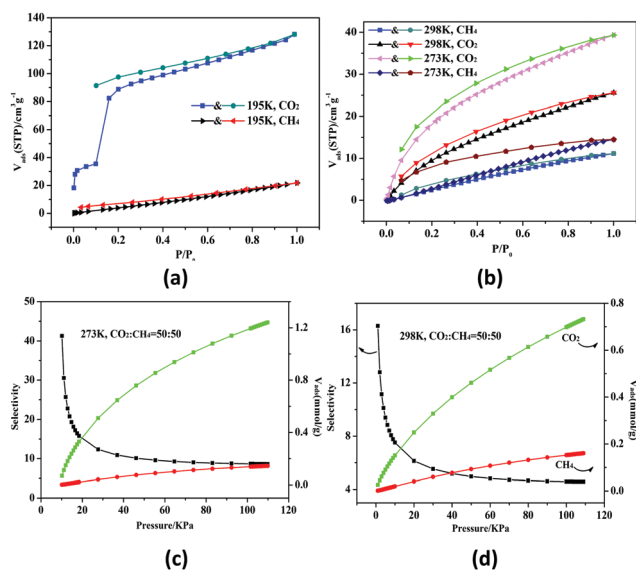 140
120
100
80
60
40
20
0
V_ads (STP)/cm³ g⁻¹
&195K, CO₂
&195K, CH₄
0.0 0.2 0.4 0.6 0.8 1.0
P/P₀
(a)
40
30
20
10
0
V_ads (STP)/cm³ g⁻¹
&298K, CH₄
&298K, CO₂
&273K, CO₂
&273K, CH₄
0.0 0.2 0.4 0.6 0.8 1.0
P/P₀
(b)
50
40
30
20
10
0
Selectivity
273K, CO₂:CH₄=50:50
1.2
0.8
0.4
0.0
V_ads(mmol/g)
0 20 40 60 80 100 120
Pressure/KPa
(c)
16
12
8
4
Selectivity
298K, CO₂:CH₄=50:50
CO₂
CH₄
0.8
0.6
0.4
0.2
0.0
V_ads(mmol/g)
0 20 40 60 80 100 120
Pressure/KPa
(d)